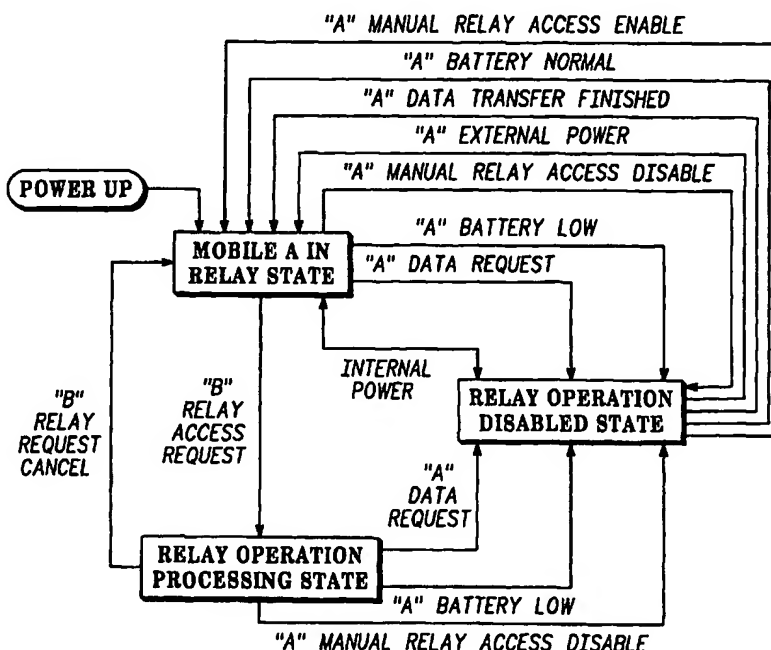 "A" MANUAL RELAY ACCESS ENABLE
"A" BATTERY NORMAL
"A" DATA TRANSFER FINISHED
"A" EXTERNAL POWER
"A" MANUAL RELAY ACCESS DISABLE
POWER UP
"A" BATTERY LOW
MOBILE A IN
RELAY STATE
"A" DATA REQUEST
INTERNAL
POWER
"B"
RELAY
REQUEST
CANCEL
"B"
RELAY
ACCESS
REQUEST
RELAY OPERATION
DISABLED STATE
"A"
DATA
REQUEST
RELAY OPERATION
PROCESSING STATE
"A" BATTERY LOW
"A" MANUAL RELAY ACCESS DISABLE